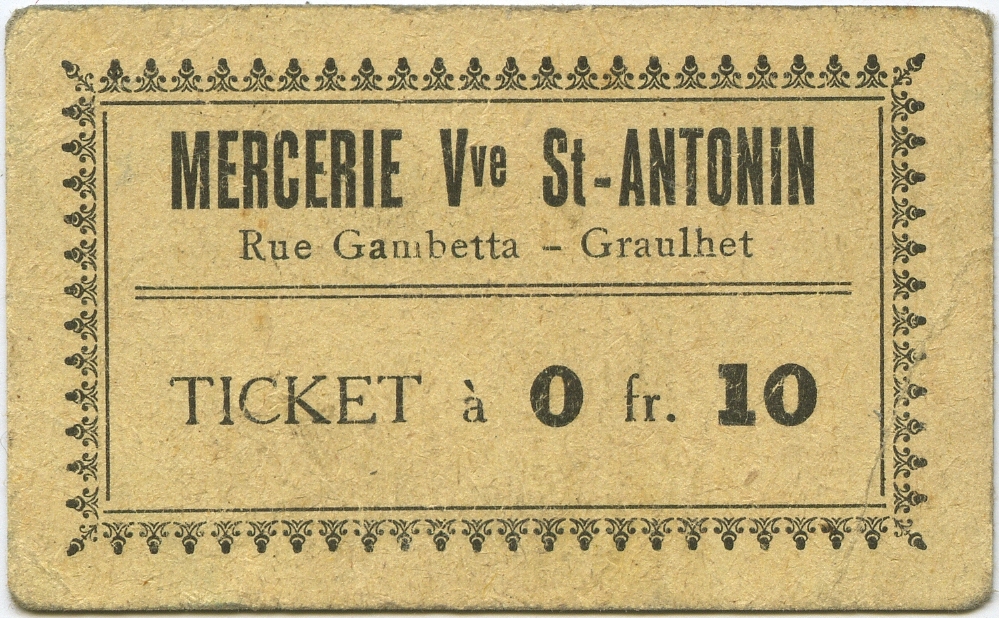 MERCERIE Vve St-ANTONIN
Rue Gambetta – Graulhet
TICKET à 0 fr. 10